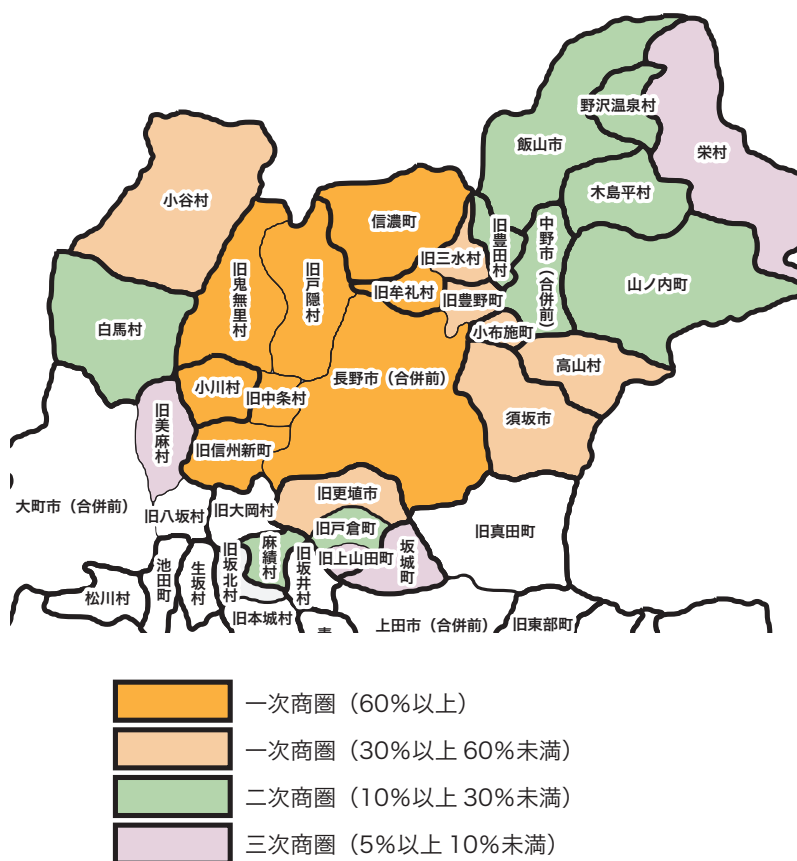 野沢温泉村
飯山市
栄村
小谷村
木島平村
信濃町
旧豊田村
中野市（合併前）
旧三水村
旧鬼無里村
旧戸隠村
山ノ内町
旧牟礼村
旧豊野町
白馬村
小布施町
高山村
長野市（合併前）
小川村
旧中条村
旧美麻村
須坂市
旧信州新町
旧更埴市
大町市（合併前）
旧八坂村
旧大岡村
旧戸倉町
旧真田町
麻績村
坂城町
旧上山田町
旧坂北村
旧坂井村
池田町
生坂村
松川村
旧本城村
上田市（合併前）
旧東部町
一次商圏（60%以上）
一次商圏（30%以上 60%未満）
二次商圏（10%以上 30%未満）
三次商圏（5%以上 10%未満）